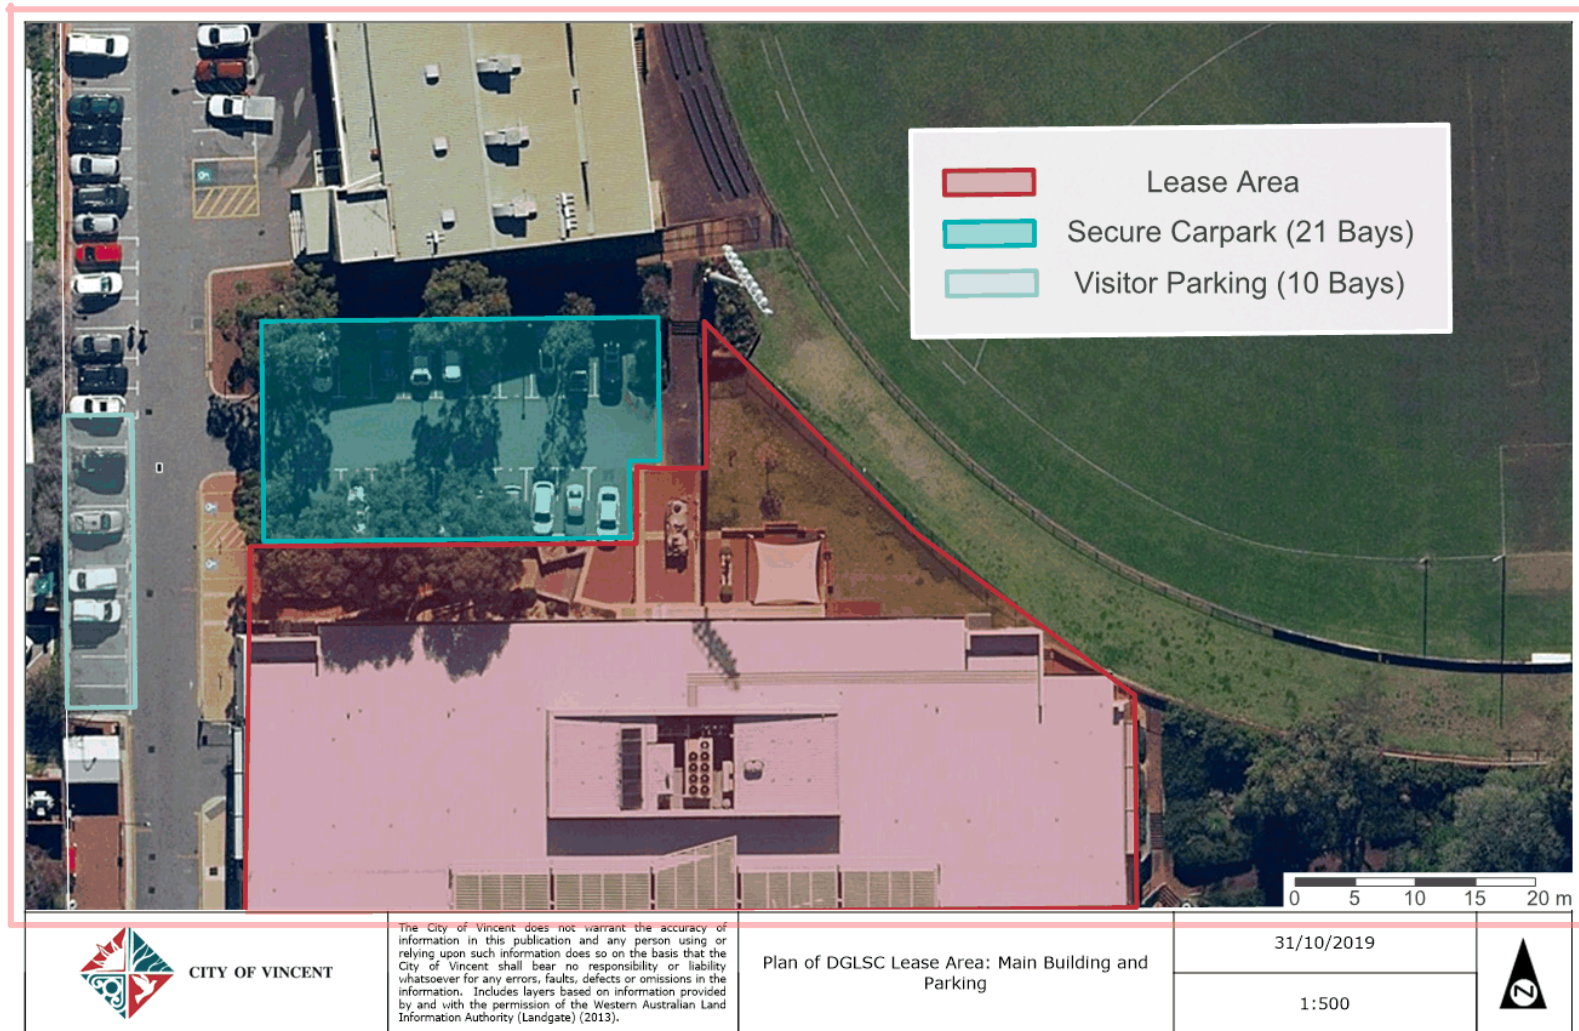 Lease Area
Secure Carpark (21 Bays)
Visitor Parking (10 Bays)
0 5 10 15 20 m
CITY OF VINCENT
The City of Vincent does not warrant the accuracy of
information in this publication and any person using or
relying upon such information does so on the basis that the
City of Vincent shall bear no responsibility or liability
whatsoever for any errors, faults, defects or omissions in the
information. Includes layers based on information provided
by and with the permission of the Western Australian Land
Information Authority (Landgate) (2013).
Plan of DGLSC Lease Area: Main Building and
Parking
31/10/2019
1:500
N